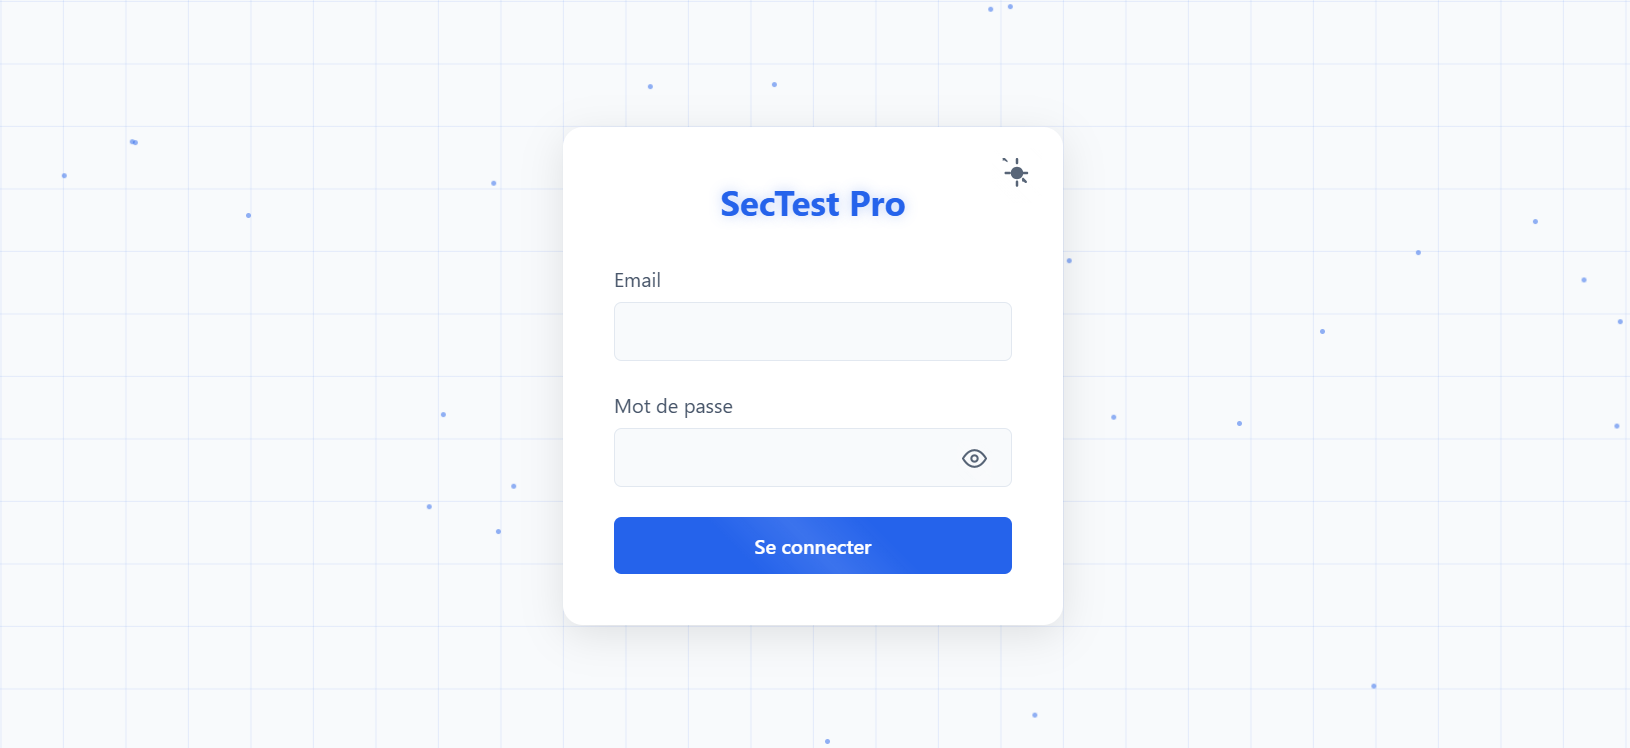 SecTest Pro
Email
Mot de passe
Se connecter